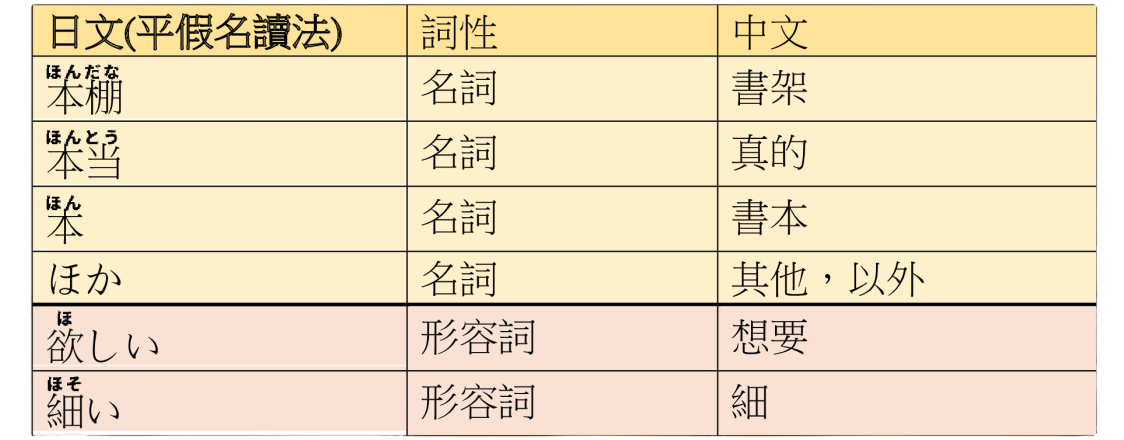 日文(平假名讀法) 詞性 中文
ほんだな
本棚 名詞 書架
ほんとう
本当 名詞 真的
ほん
本 名詞 書本
ほか 名詞 其他，以外
ほ
欲しい 形容詞 想要
ほそ
細い 形容詞 細